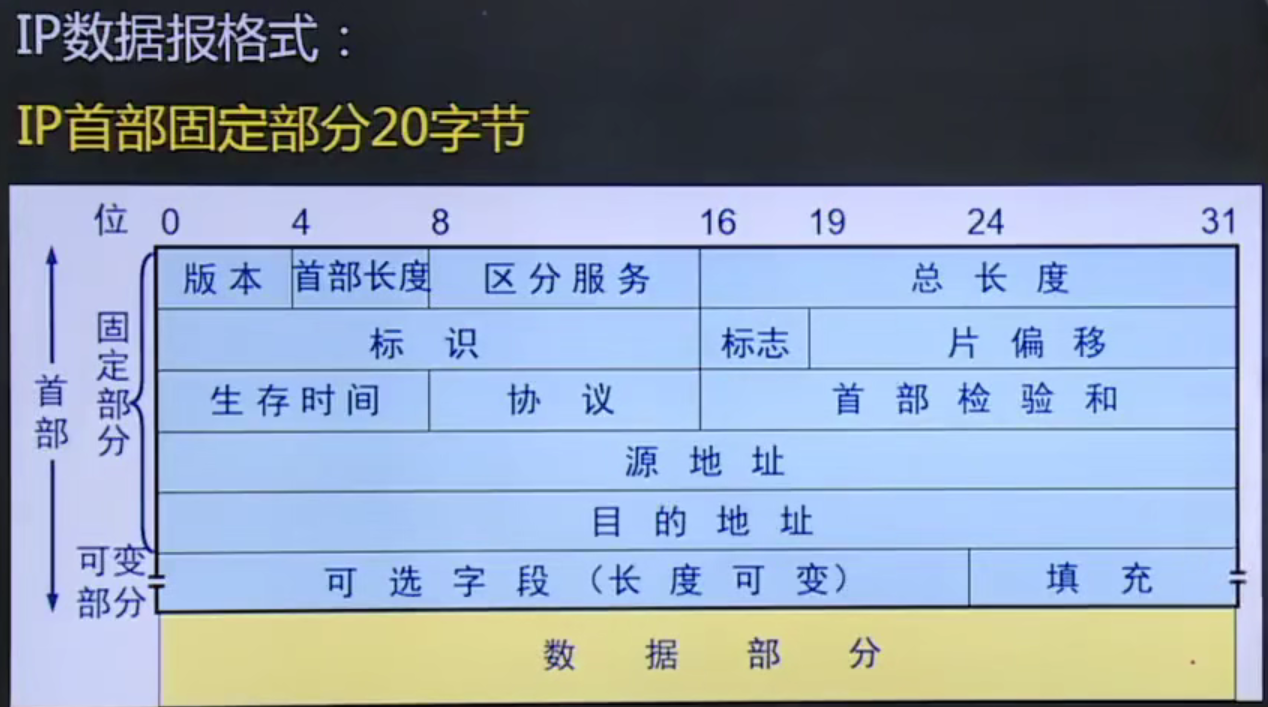 IP数据报格式：
IP首部固定部分20字节
位 0 4 8 16 19 24 31
版本 首部长度 区分服务 总长度
标识 标志 片偏移
生存时间 协议 首部检验和
源地址
目的地址
可选字段（长度可变） 填充
数据部分
首部
固定部分
可变部分